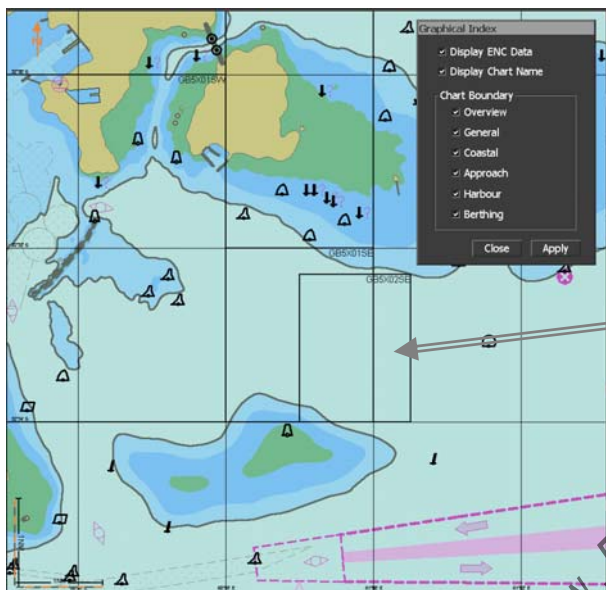 Graphical Index
Display ENC Data
Display Chart Name
Chart Boundary
Overview
General
Coastal
Approach
Harbour
Berthing
Close Apply
GB5X01SW
GB5X01SE
GB5X02SE